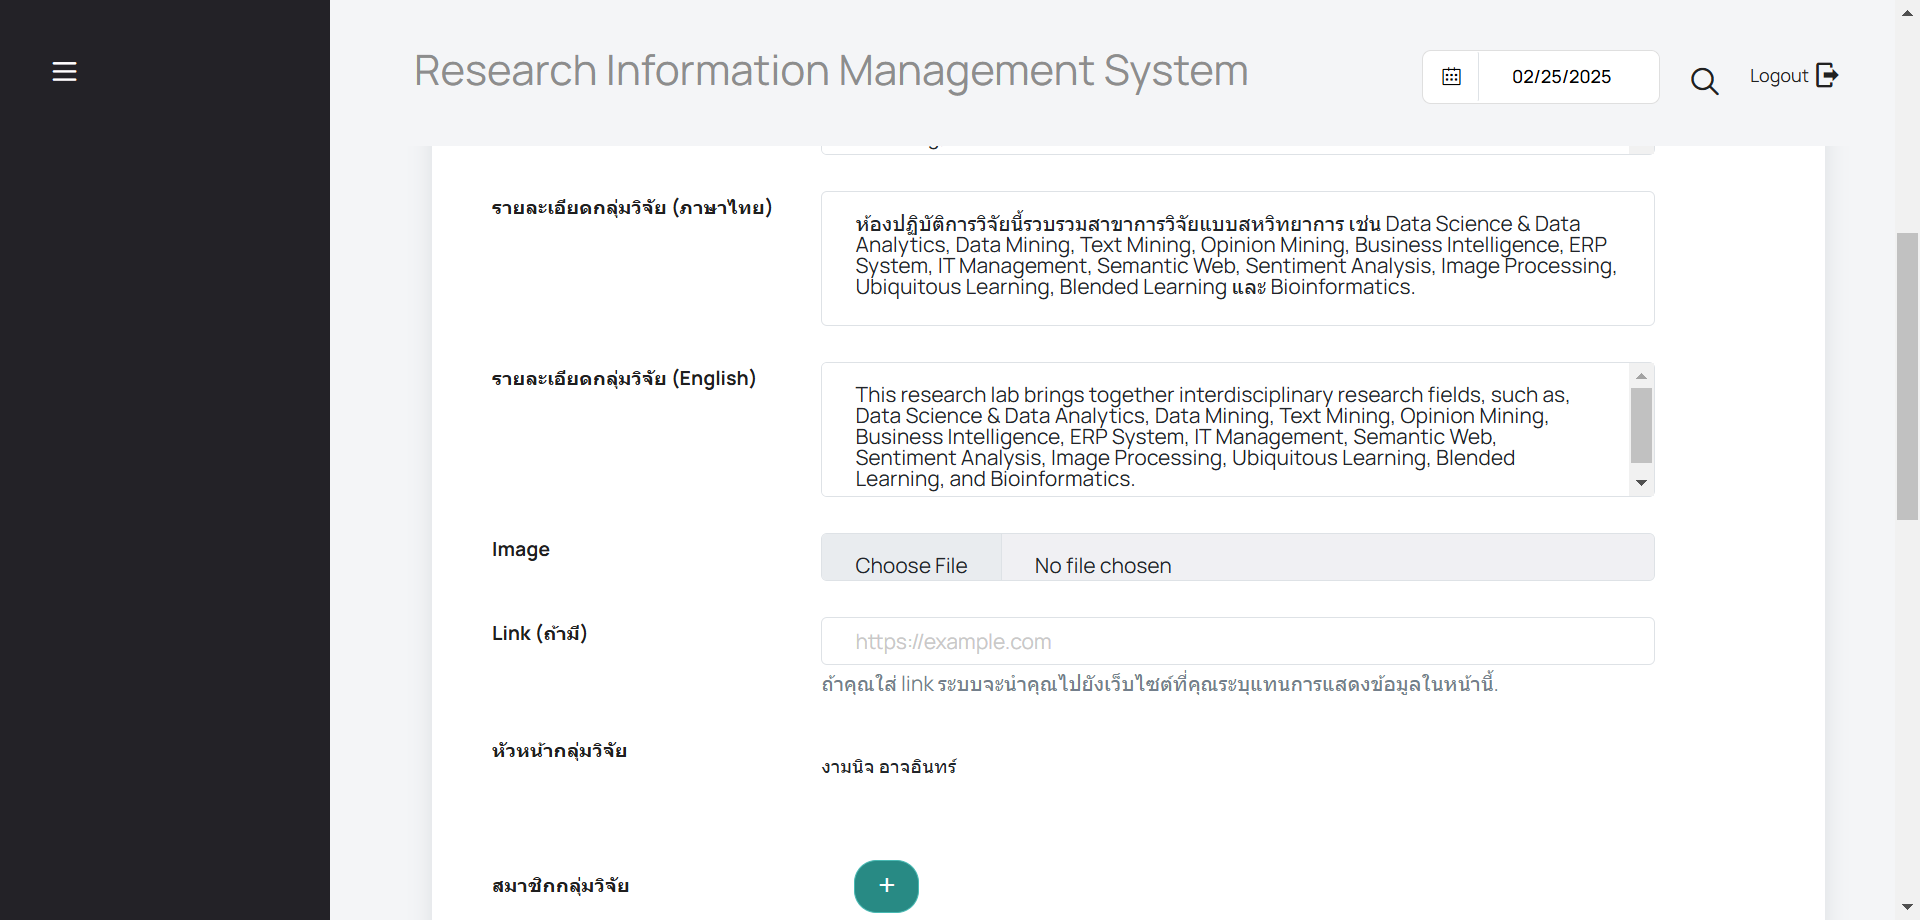 Research Information Management System
02/25/2025
Logout
รายละเอียดกลุ่มวิจัย (ภาษาไทย)
ห้องปฏิบัติการวิจัยนี้รวบรวมสาขาการวิจัยแบบสหวิทยาการ เช่น Data Science & Data
Analytics, Data Mining, Text Mining, Opinion Mining, Business Intelligence, ERP
System, IT Management, Semantic Web, Sentiment Analysis, Image Processing,
Ubiquitous Learning, Blended Learning และ Bioinformatics.
รายละเอียดกลุ่มวิจัย (English)
This research lab brings together interdisciplinary research fields, such as,
Data Science & Data Analytics, Data Mining, Text Mining, Opinion Mining,
Business Intelligence, ERP System, IT Management, Semantic Web,
Sentiment Analysis, Image Processing, Ubiquitous Learning, Blended
Learning, and Bioinformatics.
Image
Choose File
No file chosen
Link (ถ้ามี)
https://example.com
ถ้าคุณใส่ link ระบบจะนำคุณไปยังเว็บไซต์ที่คุณระบุแทนการแสดงข้อมูลในหน้านี้.
หัวหน้ากลุ่มวิจัย
งามนิจ อาจอินทร์
สมาชิกกลุ่มวิจัย
+